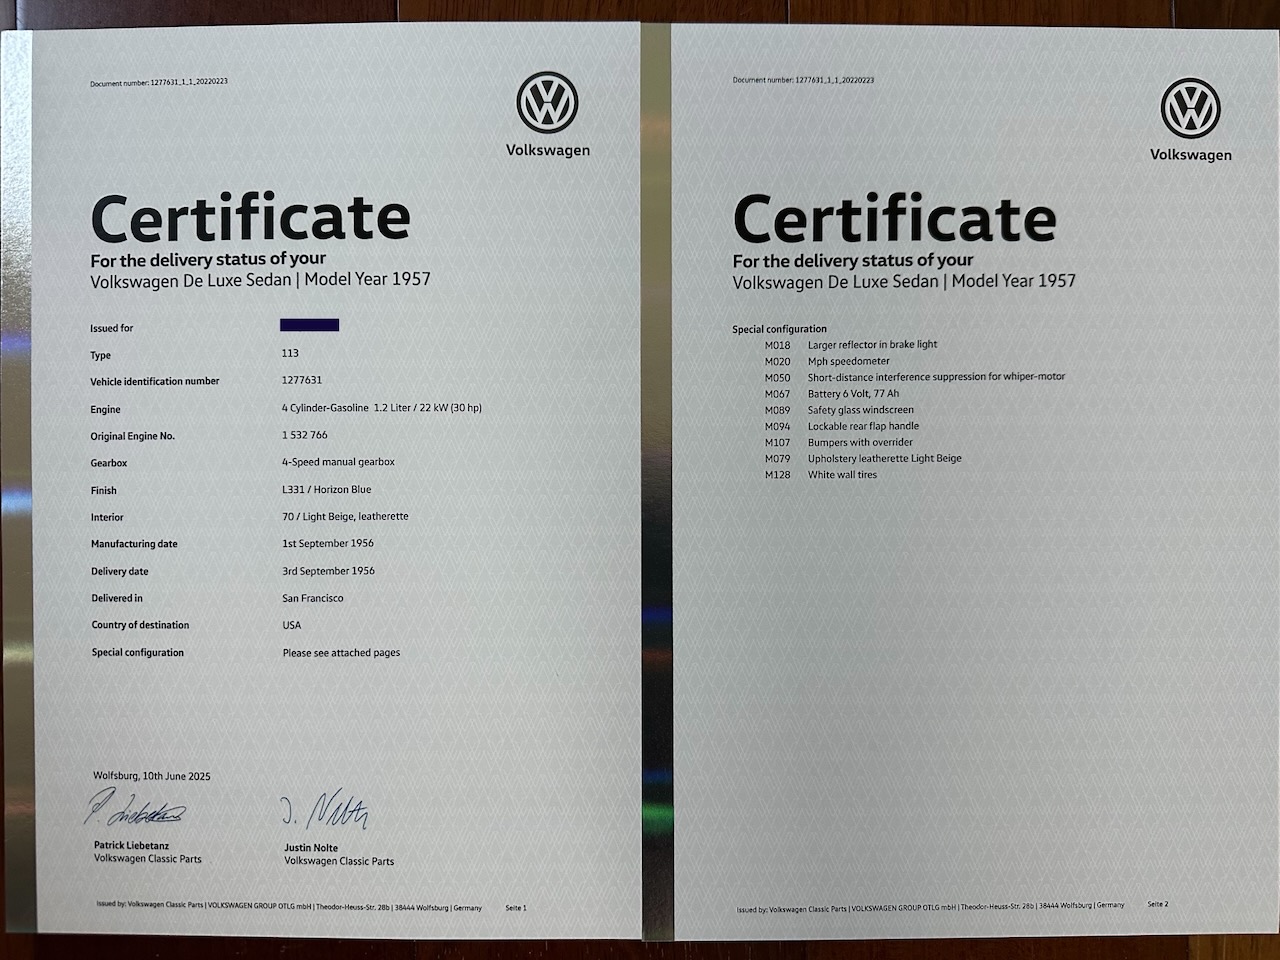 Document number: 1277631_1_1_20220223
Volkswagen
Certificate
For the delivery status of your
Volkswagen De Luxe Sedan | Model Year 1957
Issued for
Type 113
Vehicle identification number 1277631
Engine 4 Cylinder-Gasoline 1.2 Liter / 22 kW (30 hp)
Original Engine No. 1 532 766
Gearbox 4-Speed manual gearbox
Finish L331 / Horizon Blue
Interior 70 / Light Beige, leatherette
Manufacturing date 1st September 1956
Delivery date 3rd September 1956
Delivered in San Francisco
Country of destination USA
Special configuration Please see attached pages
Wolfsburg, 10th June 2025
P. Liebetanz J. Nolte
Patrick Liebetanz Justin Nolte
Volkswagen Classic Parts Volkswagen Classic Parts
Issued by: Volkswagen Classic Parts | VOLKSWAGEN GROUP OTLG mbH | Theodor-Heuss-Str. 28b | 38444 Wolfsburg | Germany Seite 1
Document number: 1277631_1_1_20220223
Volkswagen
Certificate
For the delivery status of your
Volkswagen De Luxe Sedan | Model Year 1957
Special configuration
M018 Larger reflector in brake light
M020 Mph speedometer
M050 Short-distance interference suppression for whiper-motor
M067 Battery 6 Volt, 77 Ah
M089 Safety glass windscreen
M094 Lockable rear flap handle
M107 Bumpers with overrider
M079 Upholstery leatherette Light Beige
M128 White wall tires
Issued by: Volkswagen Classic Parts | VOLKSWAGEN GROUP OTLG mbH | Theodor-Heuss-Str. 28b | 38444 Wolfsburg | Germany Seite 2